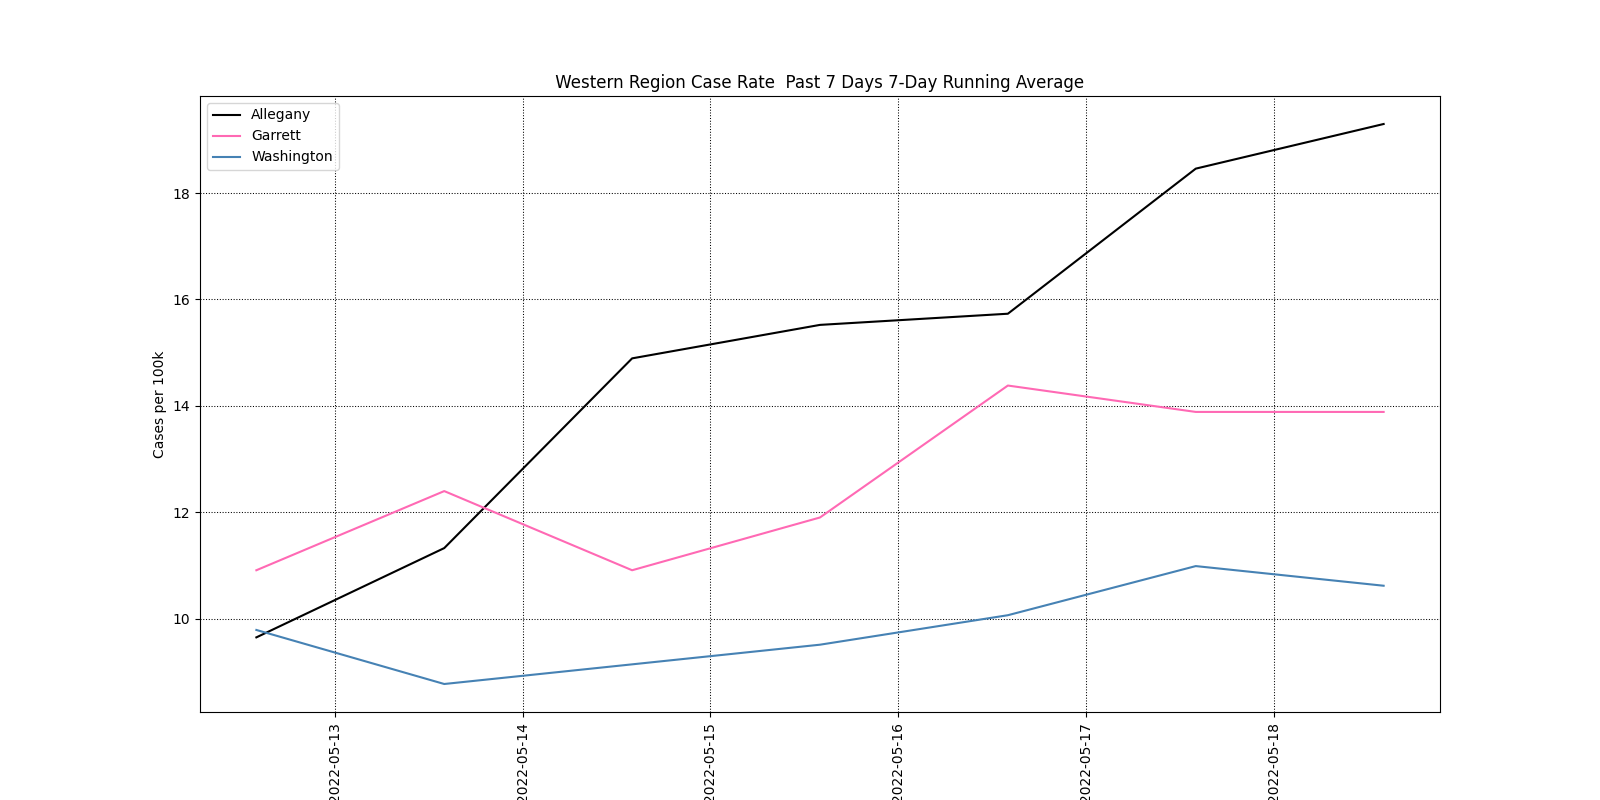 Western Region Case Rate  Past 7 Days 7-Day Running Average
Allegany
Garrett
Washington
18
16
14
12
10
Cases per 100k
2022-05-13
2022-05-14
2022-05-15
2022-05-16
2022-05-17
2022-05-18